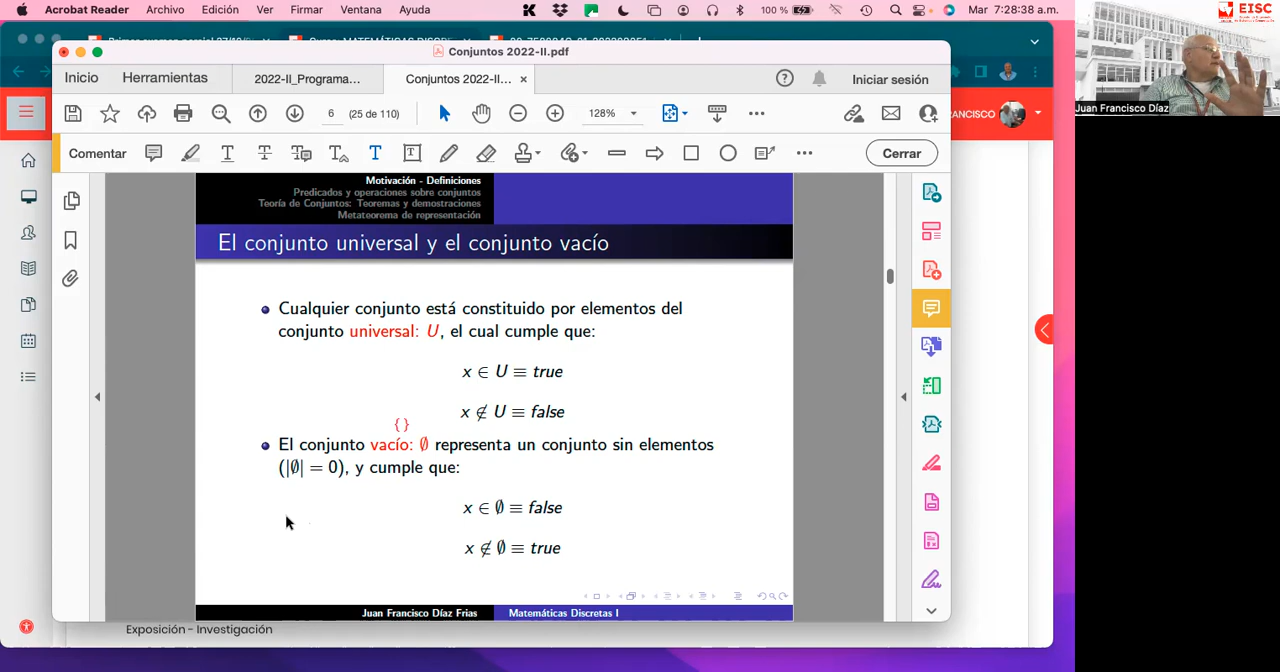 Acrobat Reader Archivo Edición Ver Firmar Ventana Ayuda
100 %
Mar 7:28:38 a.m.
Conjuntos 2022-II.pdf
Inicio Herramientas 2022-II_Programa... Conjuntos 2022-II... × Iniciar sesión
6 (25 de 110) 128%
Comentar Cerrar
Motivación - Definiciones
Predicados y operaciones sobre conjuntos
Teoría de Conjuntos: Teoremas y demostraciones
Metateorema de representación
El conjunto universal y el conjunto vacío
Cualquier conjunto está constituido por elementos del
conjunto universal: U, el cual cumple que:
x ∈ U ≡ true
x ∉ U ≡ false
{ }
El conjunto vacío: ∅ representa un conjunto sin elementos
(|∅| = 0), y cumple que:
x ∈ ∅ ≡ false
x ∉ ∅ ≡ true
Juan Francisco Díaz Frias Matemáticas Discretas I
Exposición - Investigación
EISC
Juan Francisco Díaz